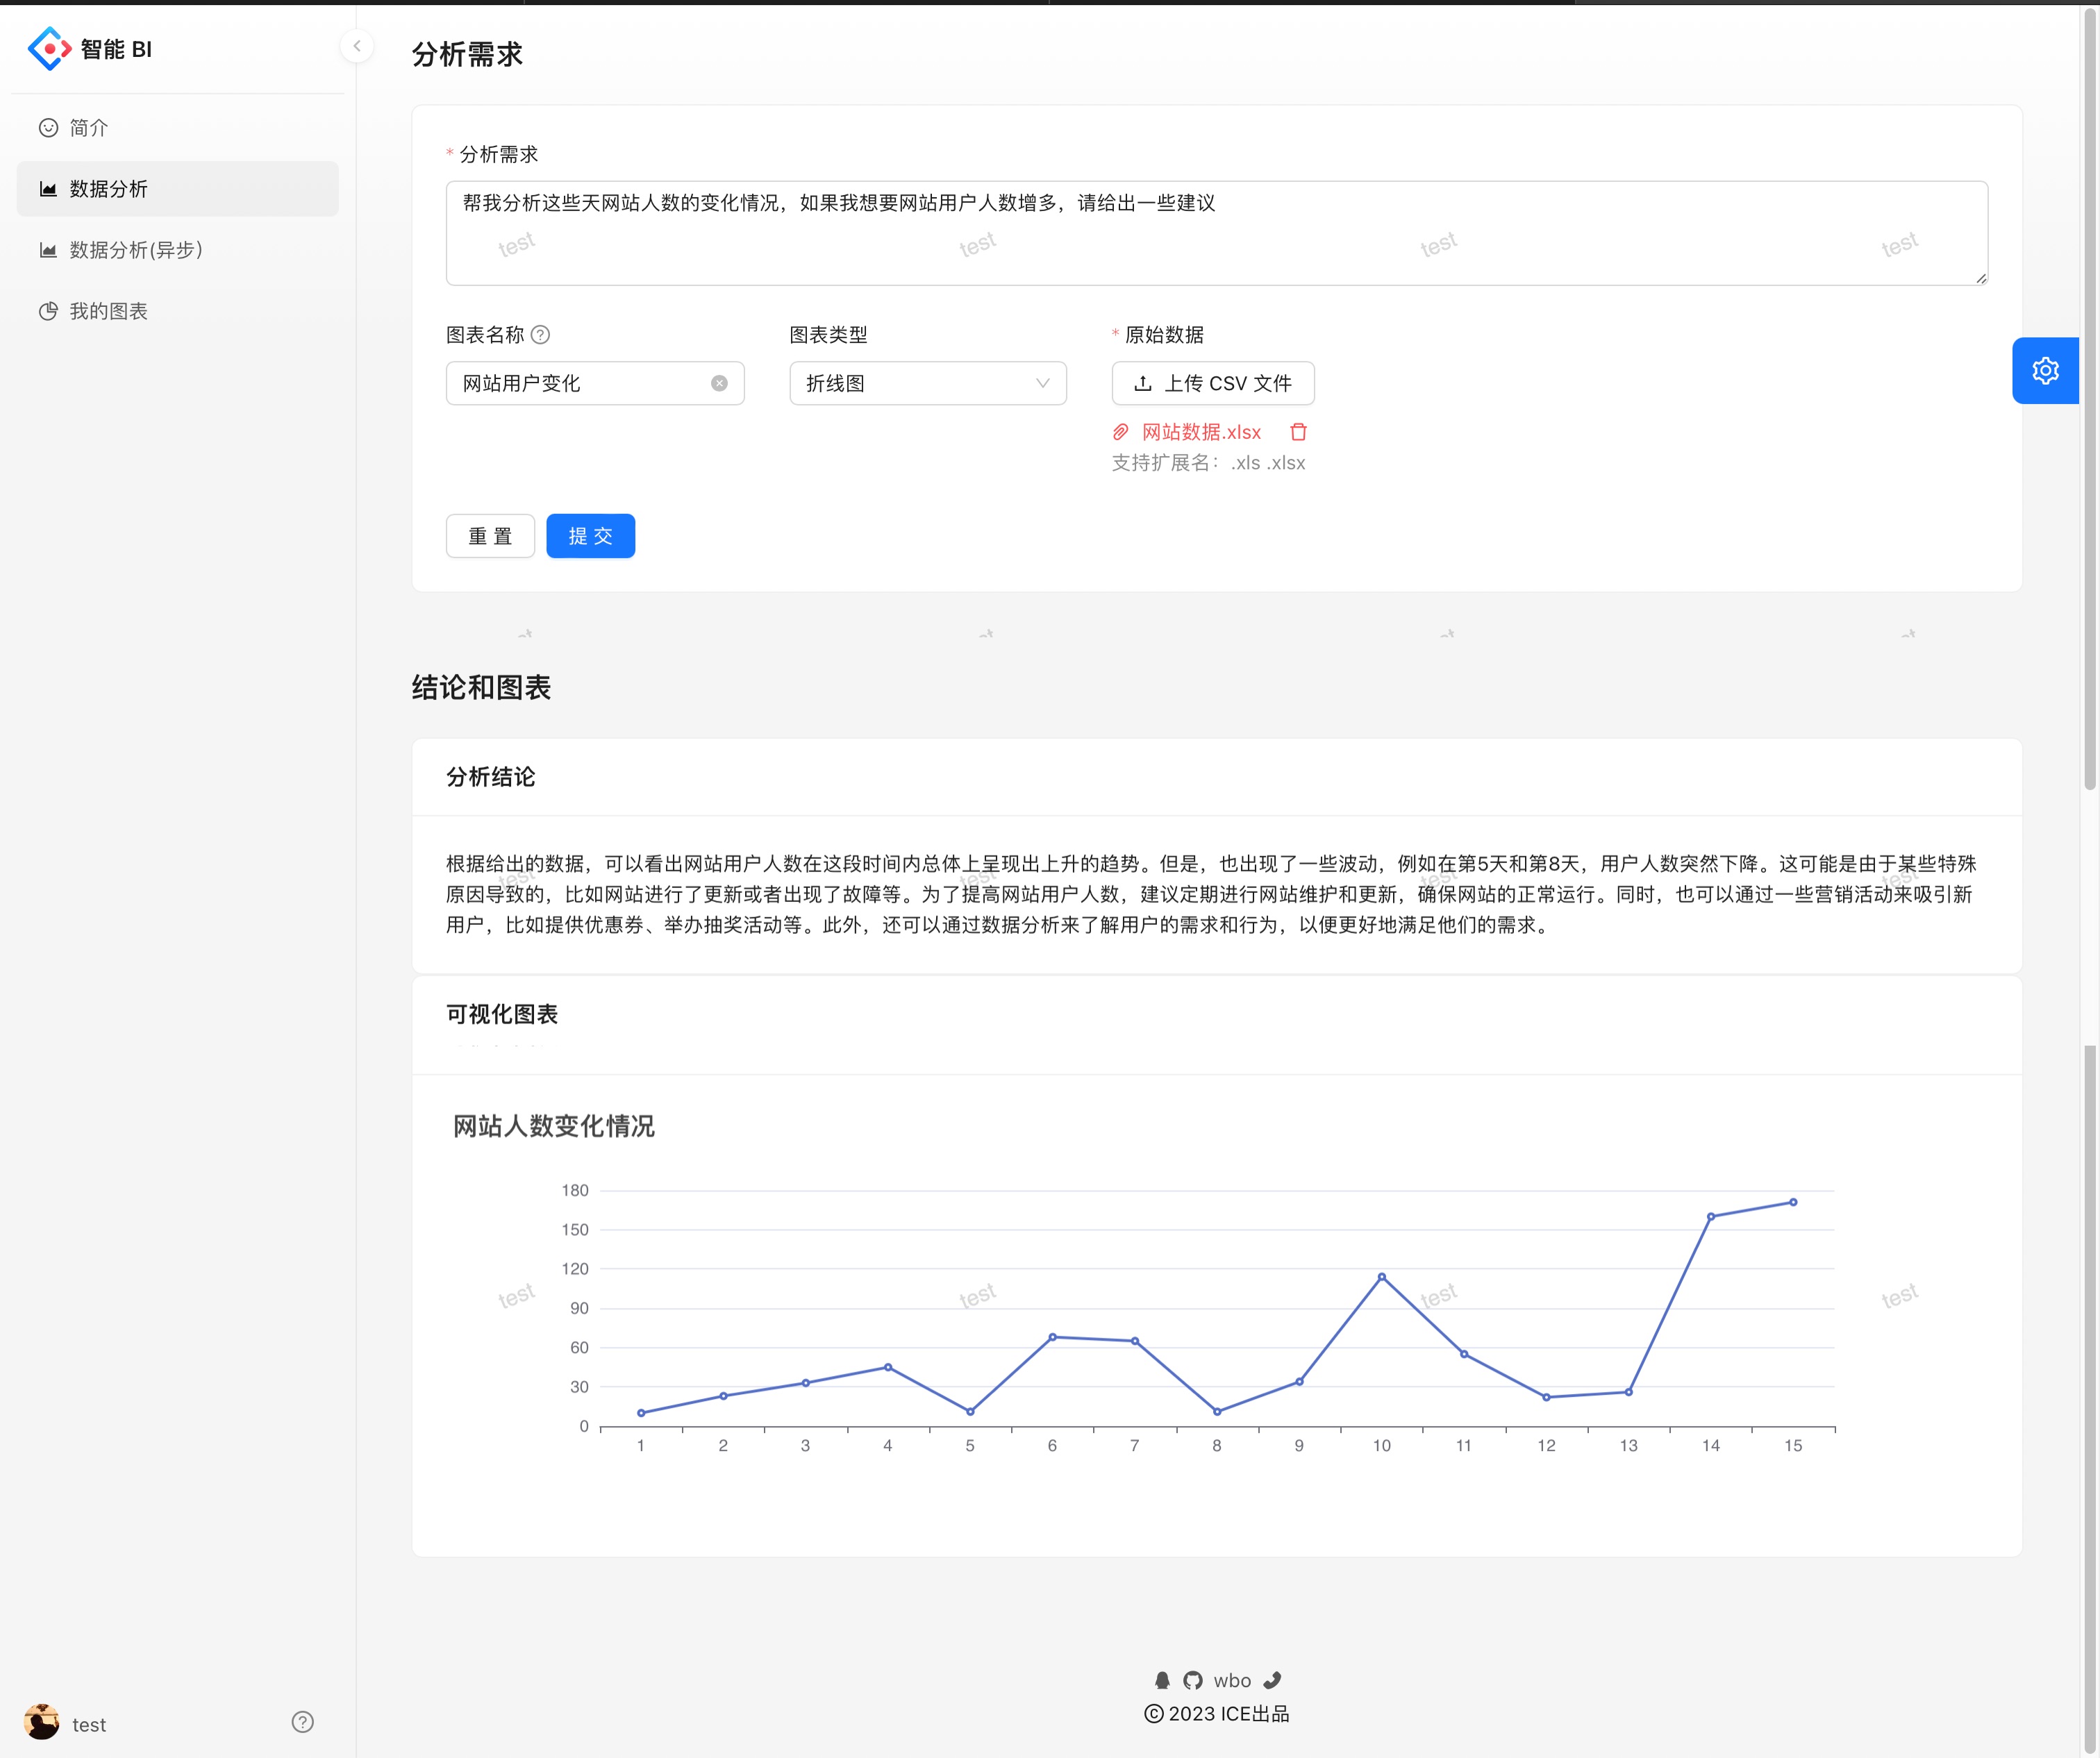 智能 BI
简介
数据分析
数据分析(异步)
我的图表
分析需求
* 分析需求
帮我分析这些天网站人数的变化情况，如果我想要网站用户人数增多，请给出一些建议
test test test test
图表名称 图表类型 * 原始数据
网站用户变化 折线图 上传 CSV 文件
网站数据.xlsx
支持扩展名：.xls .xlsx
重 置 提 交
结论和图表
分析结论
根据给出的数据，可以看出网站用户人数在这段时间内总体上呈现出上升的趋势。但是，也出现了一些波动，例如在第5天和第8天，用户人数突然下降。这可能是由于某些特殊
原因导致的，比如网站进行了更新或者出现了故障等。为了提高网站用户人数，建议定期进行网站维护和更新，确保网站的正常运行。同时，也可以通过一些营销活动来吸引新
用户，比如提供优惠券、举办抽奖活动等。此外，还可以通过数据分析来了解用户的需求和行为，以便更好地满足他们的需求。
test test test test
可视化图表
网站人数变化情况
180
150
120
test test test test
90
60
30
0
1 2 3 4 5 6 7 8 9 10 11 12 13 14 15
wbo
© 2023 ICE出品
test